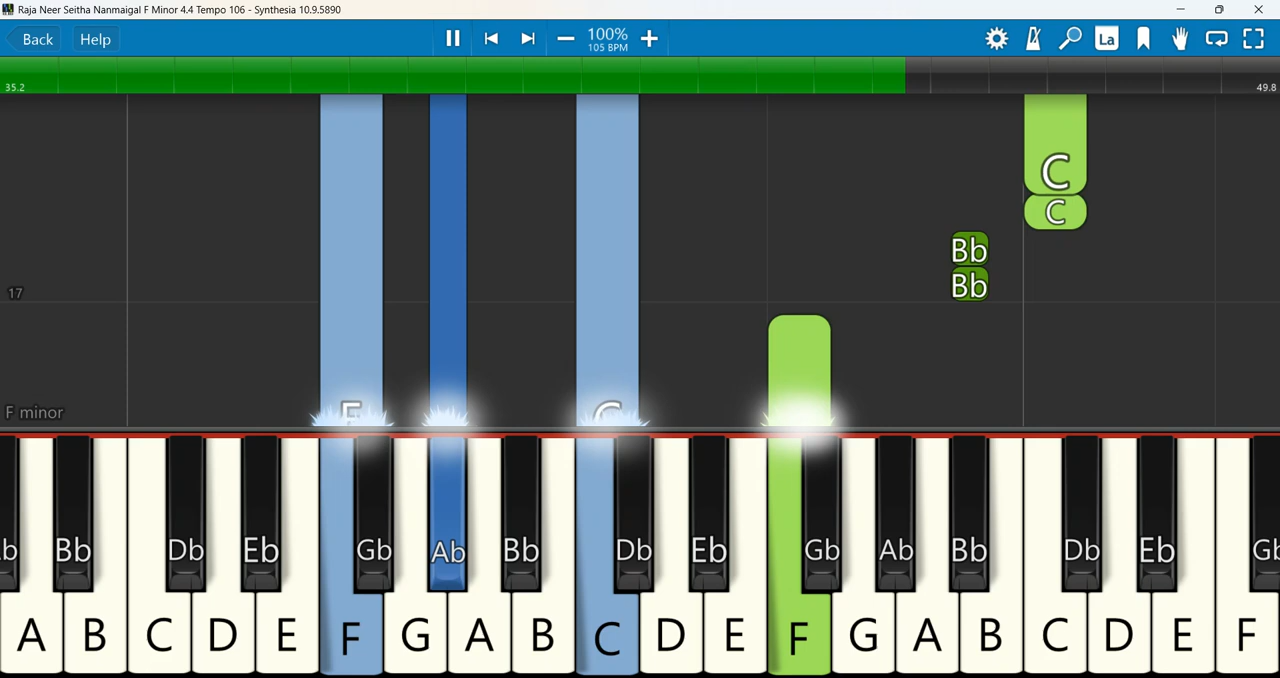 Raja Neer Seitha Nanmaigal F Minor 4.4 Tempo 106 - Synthesia 10.9.5890
Back Help 100% La
105 BPM
35.2 49.8
C
C
Bb
Bb
17
F minor F C
b Bb Db Eb Gb Ab Bb Db Eb Gb Ab Bb Db Eb Gb
A B C D E F G A B C D E F G A B C D E F